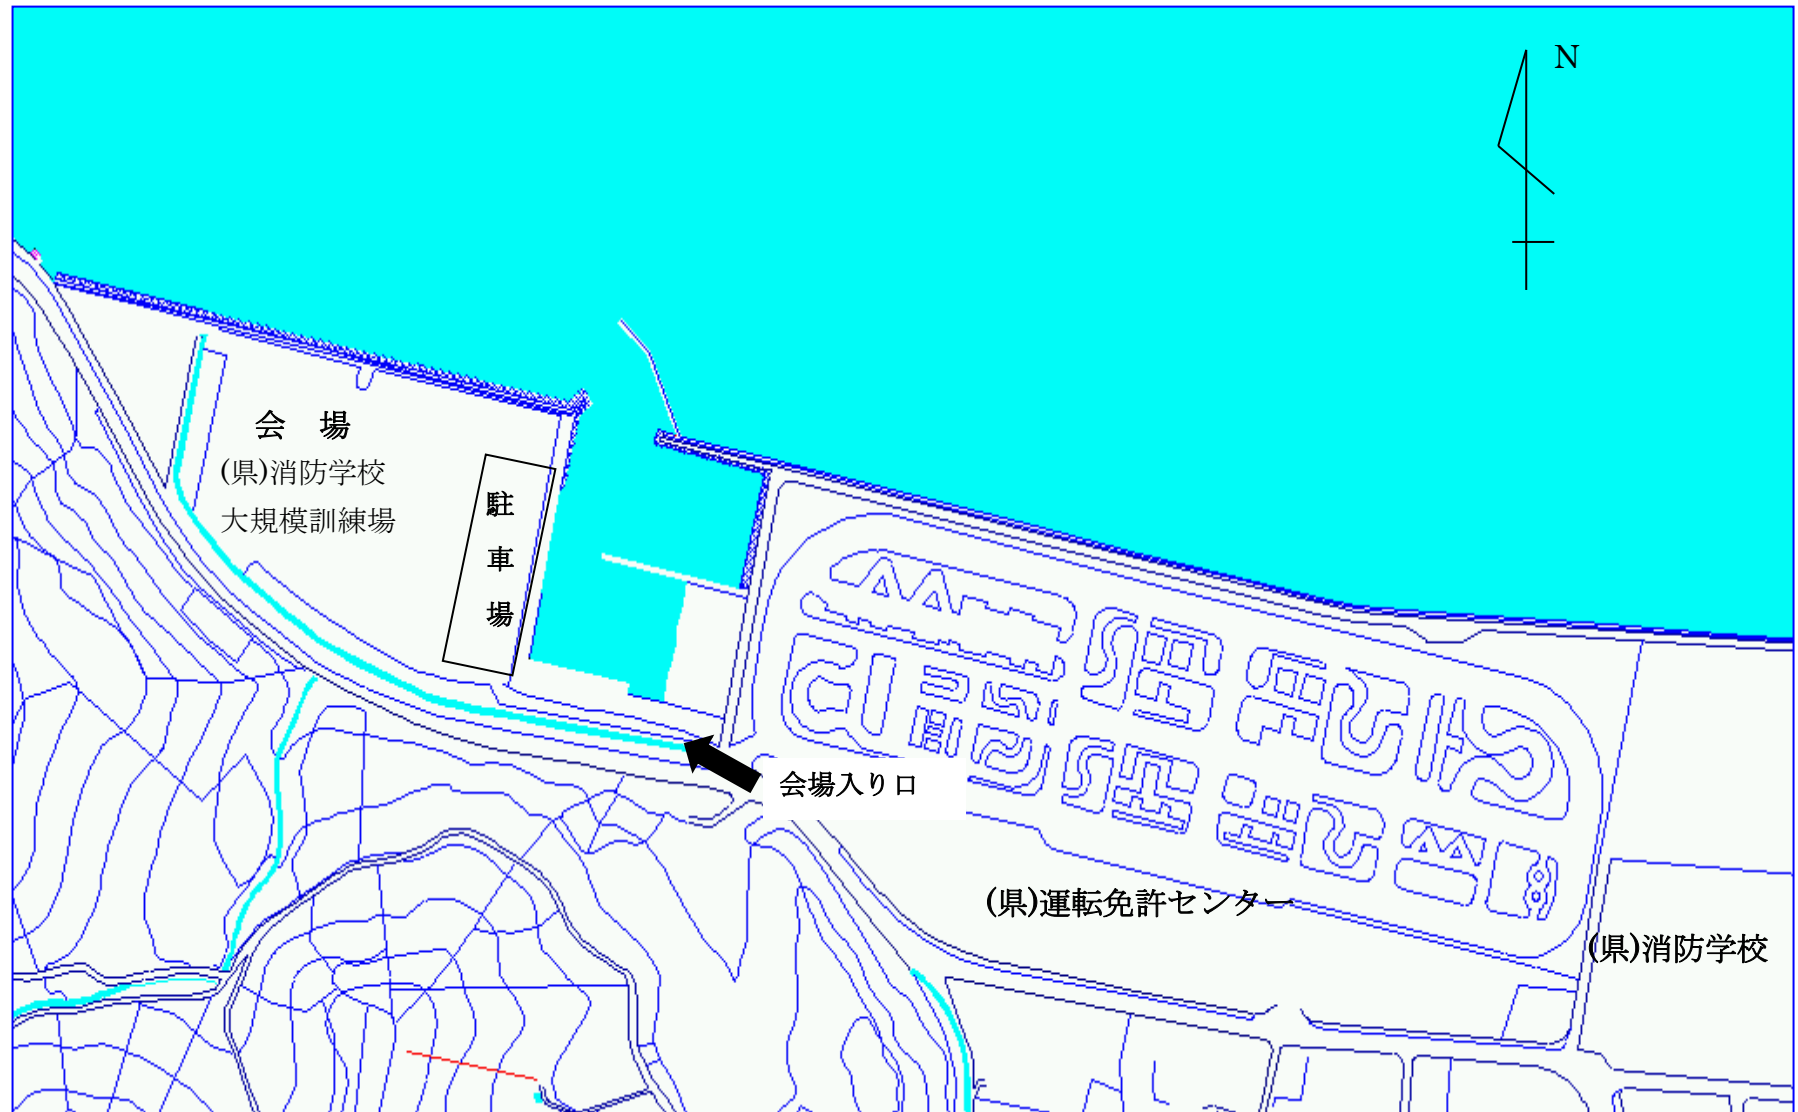 N
会 場
(県)消防学校
大規模訓練場
駐
車
場
会場入り口
(県)運転免許センター
(県)消防学校